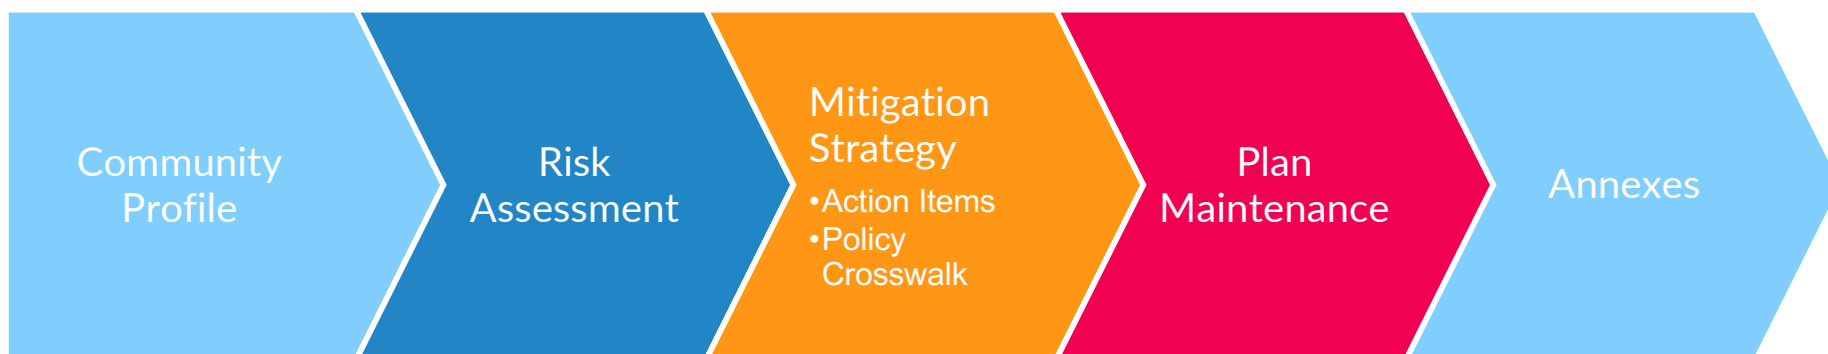 Community
Profile
Risk
Assessment
Mitigation
Strategy
•Action Items
•Policy
Crosswalk
Plan
Maintenance
Annexes